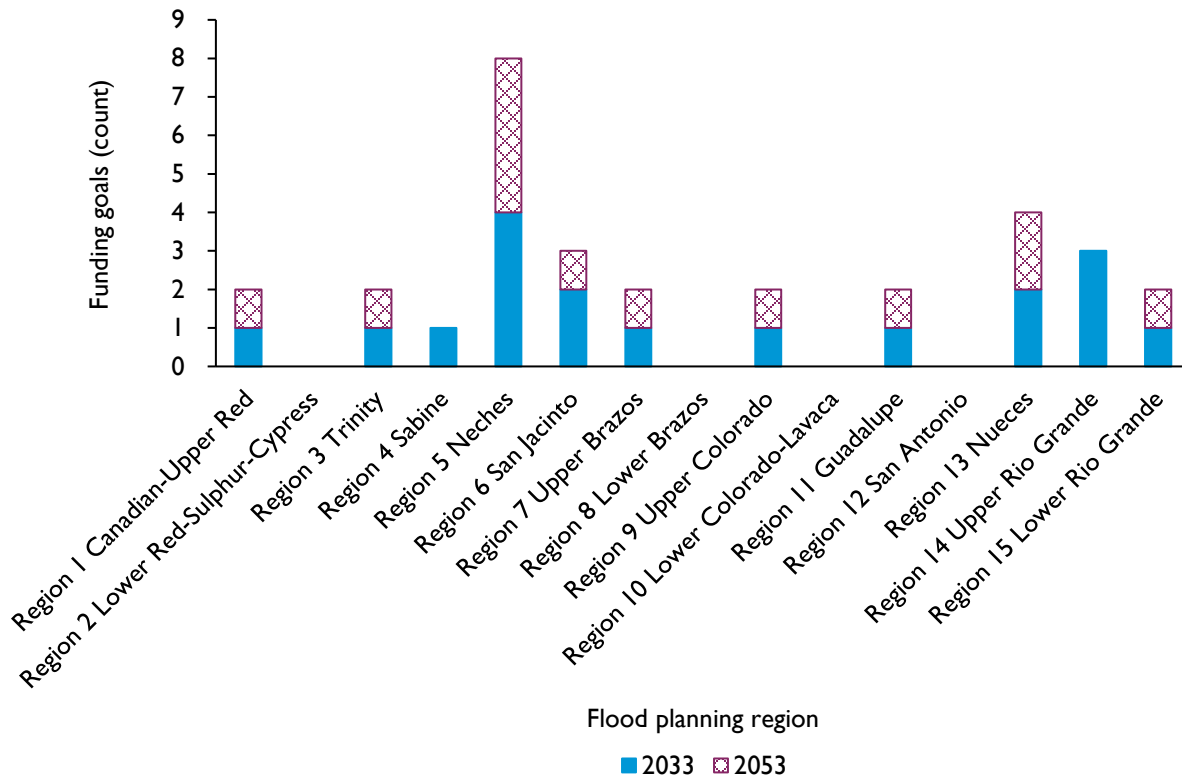 Funding goals (count)
9
8
7
6
5
4
3
2
1
0
Region 1 Canadian-Upper Red
Region 2 Lower Red-Sulphur-Cypress
Region 3 Trinity
Region 4 Sabine
Region 5 Neches
Region 6 San Jacinto
Region 7 Upper Brazos
Region 8 Lower Brazos
Region 9 Upper Colorado
Region 10 Lower Colorado-Lavaca
Region 11 Guadalupe
Region 12 San Antonio
Region 13 Nueces
Region 14 Upper Rio Grande
Region 15 Lower Rio Grande
Flood planning region
2033 2053